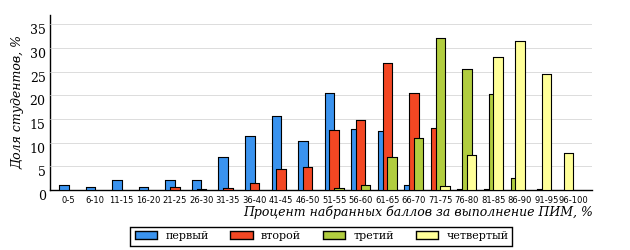 Доля студентов, %
35
30
25
20
15
10
5
0
0-5 6-10 11-15 16-20 21-25 26-30 31-35 36-40 41-45 46-50 51-55 56-60 61-65 66-70 71-75 76-80 81-85 86-90 91-95 96-100
Процент набранных баллов за выполнение ПИМ, %
первый второй третий четвертый